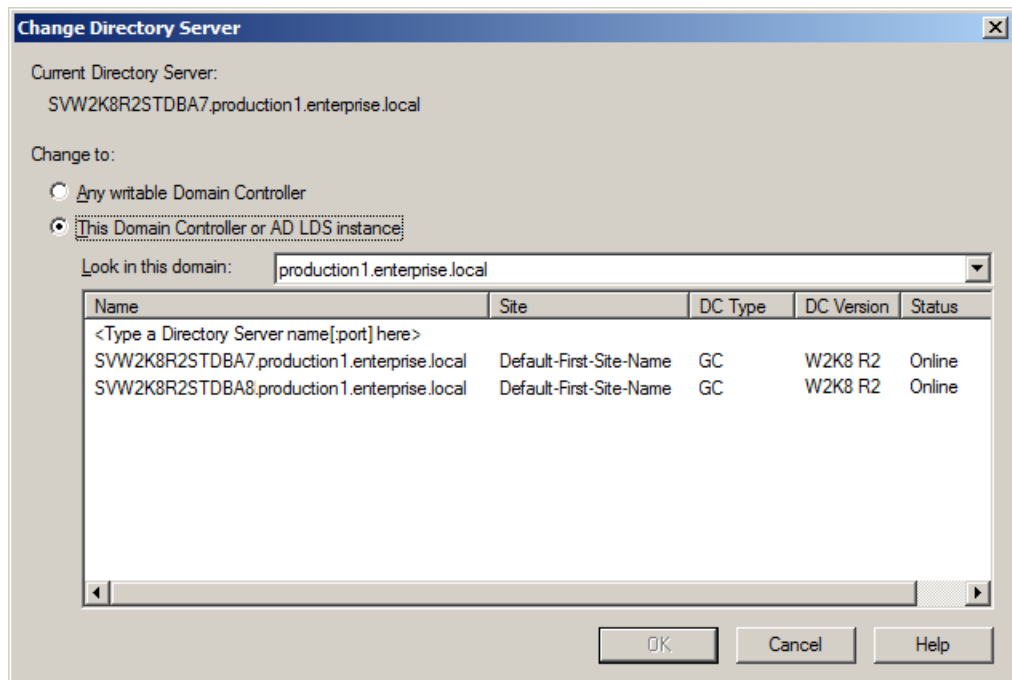 Change Directory Server
Current Directory Server:
SVW2K8R2STDBA7.production1.enterprise.local
Change to:
Any writable Domain Controller
This Domain Controller or AD LDS instance
Look in this domain: production1.enterprise.local
Name Site DC Type DC Version Status
<Type a Directory Server name[:port] here>
SVW2K8R2STDBA7.production1.enterprise.local Default-First-Site-Name GC W2K8 R2 Online
SVW2K8R2STDBA8.production1.enterprise.local Default-First-Site-Name GC W2K8 R2 Online
OK Cancel Help